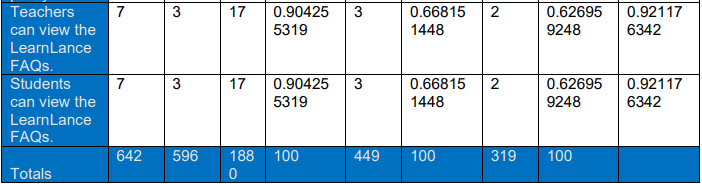 Teachers 7 3 17 0.90425 3 0.66815 2 0.62695 0.92117
can view the 5319 1448 9248 6342
LearnLance
FAQs.
Students 7 3 17 0.90425 3 0.66815 2 0.62695 0.92117
can view the 5319 1448 9248 6342
LearnLance
FAQs.
642 596 188 100 449 100 319 100
Totals 0